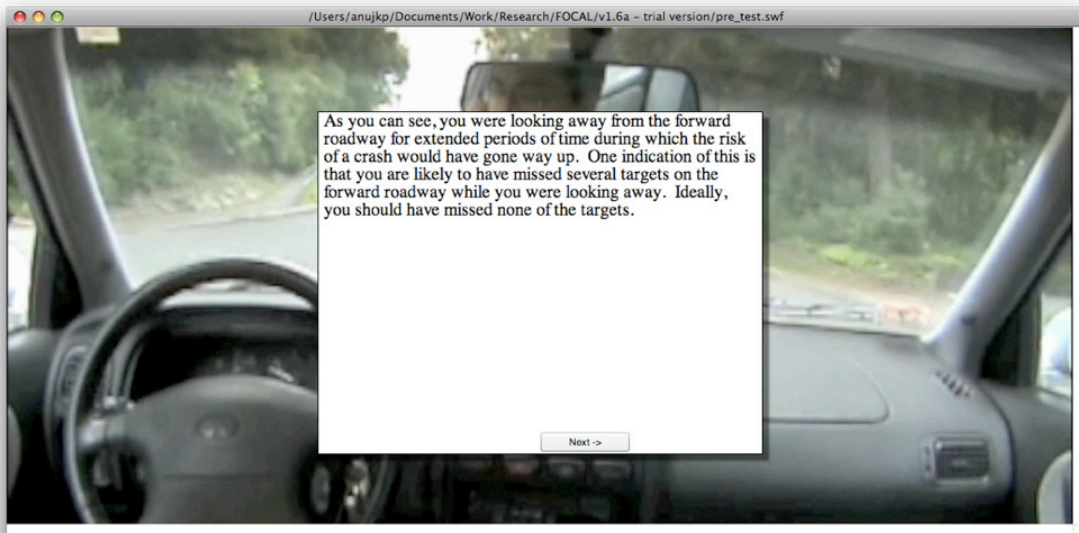 /Users/anujkp/Documents/Work/Research/FOCAL/v1.6a – trial version/pre_test.swf
As you can see, you were looking away from the forward
roadway for extended periods of time during which the risk
of a crash would have gone way up. One indication of this is
that you are likely to have missed several targets on the
forward roadway while you were looking away. Ideally,
you should have missed none of the targets.
Next ->